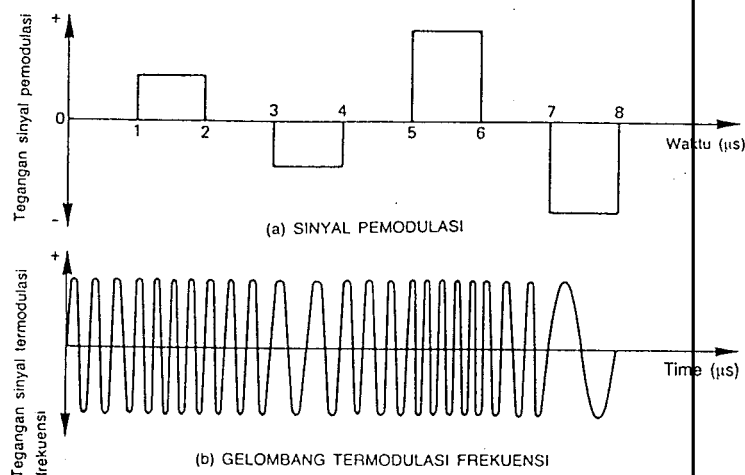 Tegangan sinyal pemodulasi
+
0
-
1
2
3
4
5
6
7
8
Waktu (µs)
(a) SINYAL PEMODULASI
Tegangan sinyal termodulasi
frekuensi
+
Time (µs)
(b) GELOMBANG TERMODULASI FREKUENSI